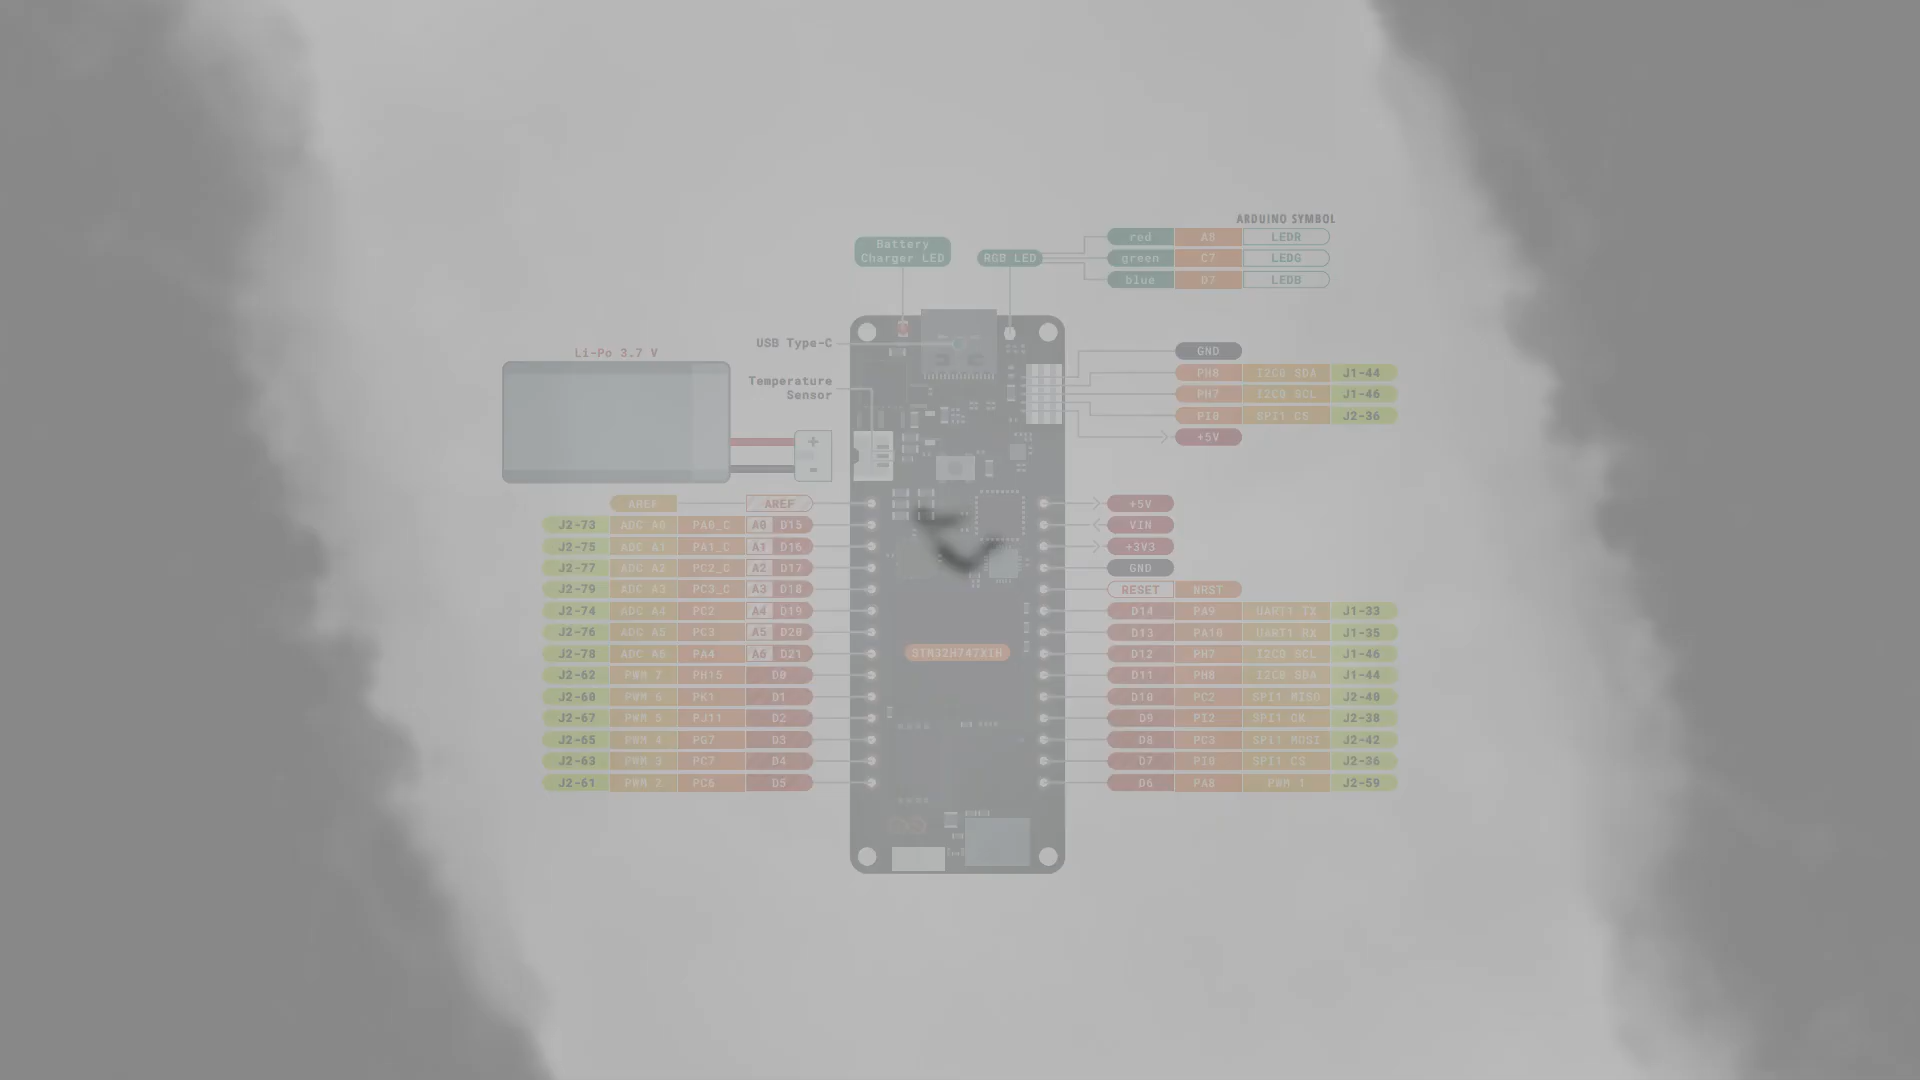 ARDUINO SYMBOL
red A8 LEDR
green C7 LEDG
blue D7 LEDB
Battery
Charger LED
RGB LED
USB Type-C
Temperature
Sensor
Li-Po 3.7 V
+
-
GND
PH8 I2C0 SDA J1-44
PH7 I2C0 SCL J1-46
PI0 SPI1 CS J2-36
+5V
AREF AREF
J2-73 ADC A0 PA0_C A0 D15
J2-75 ADC A1 PA1_C A1 D16
J2-77 ADC A2 PC2_C A2 D17
J2-79 ADC A3 PC3_C A3 D18
J2-74 ADC A4 PC2 A4 D19
J2-76 ADC A5 PC3 A5 D20
J2-78 ADC A6 PA4 A6 D21
J2-62 PWM 7 PH15 D0
J2-60 PWM 6 PK1 D1
J2-67 PWM 5 PJ11 D2
J2-65 PWM 4 PG7 D3
J2-63 PWM 3 PC7 D4
J2-61 PWM 2 PC6 D5
STM32H747XIH
+5V
VIN
+3V3
GND
RESET NRST
D14 PA9 UART1 TX J1-33
D13 PA10 UART1 RX J1-35
D12 PH7 I2C0 SCL J1-46
D11 PH8 I2C0 SDA J1-44
D10 PC2 SPI1 MISO J2-40
D9 PI2 SPI1 CK J2-38
D8 PC3 SPI1 MOSI J2-42
D7 PI0 SPI1 CS J2-36
D6 PA8 PWM 1 J2-59